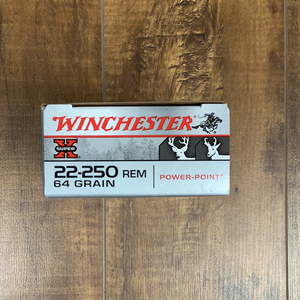 WINCHESTER
SUPER X
22-250 REM
64 GRAIN
POWER-POINT